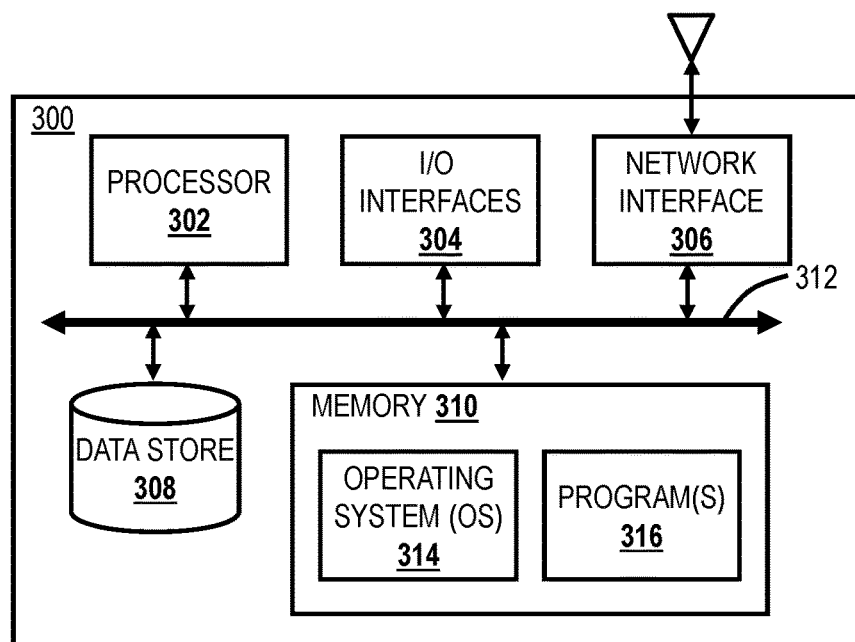 300
PROCESSOR
302
I/O
INTERFACES
304
NETWORK
INTERFACE
306
312
DATA STORE
308
MEMORY 310
OPERATING
SYSTEM (OS)
314
PROGRAM(S)
316